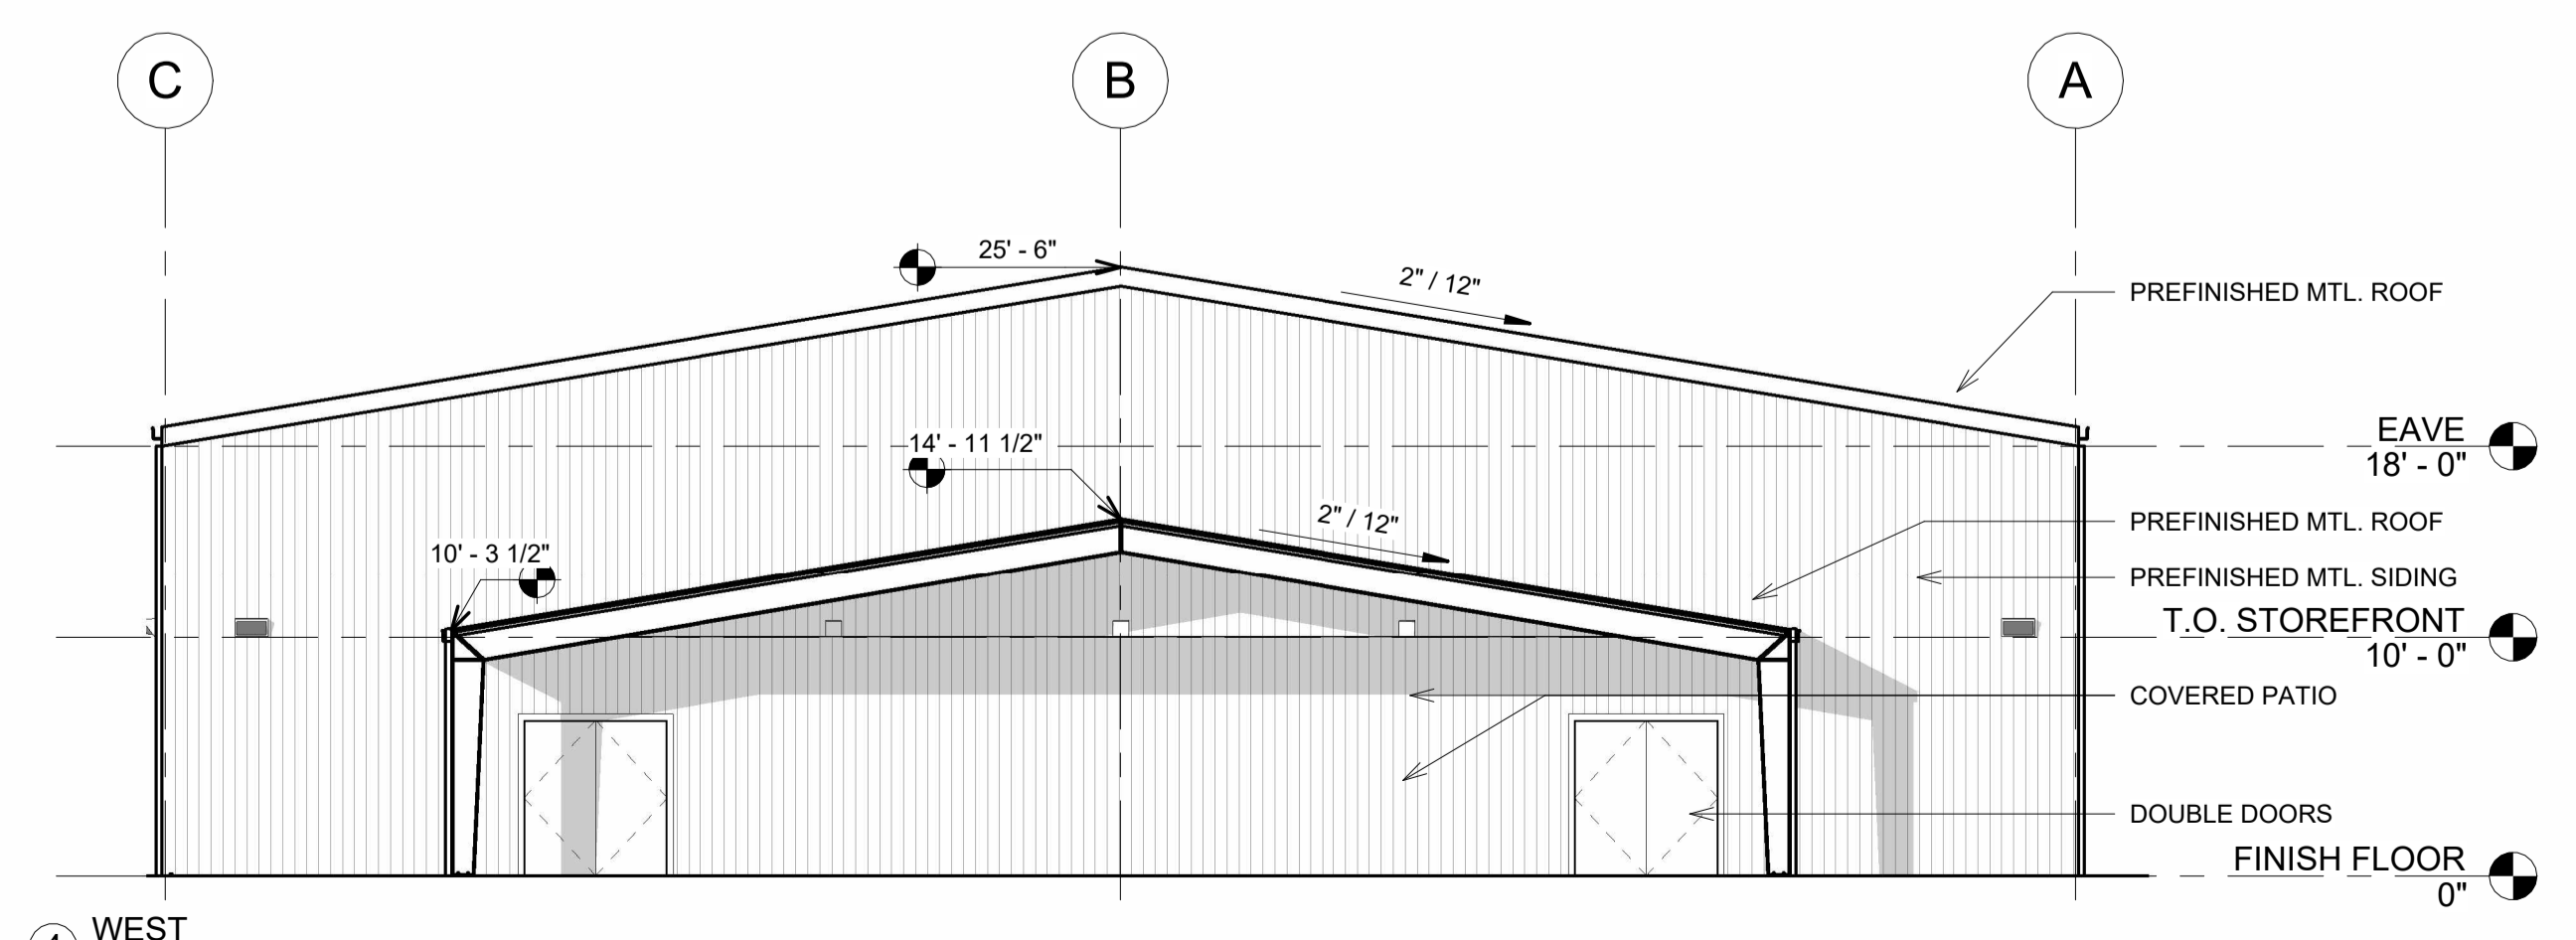 C
B
A
25' - 6"
2" / 12"
PREFINISHED MTL. ROOF
EAVE
18' - 0"
14' - 11 1/2"
2" / 12"
PREFINISHED MTL. ROOF
10' - 3 1/2"
PREFINISHED MTL. SIDING
T.O. STOREFRONT
10' - 0"
COVERED PATIO
DOUBLE DOORS
FINISH FLOOR
0"
WEST